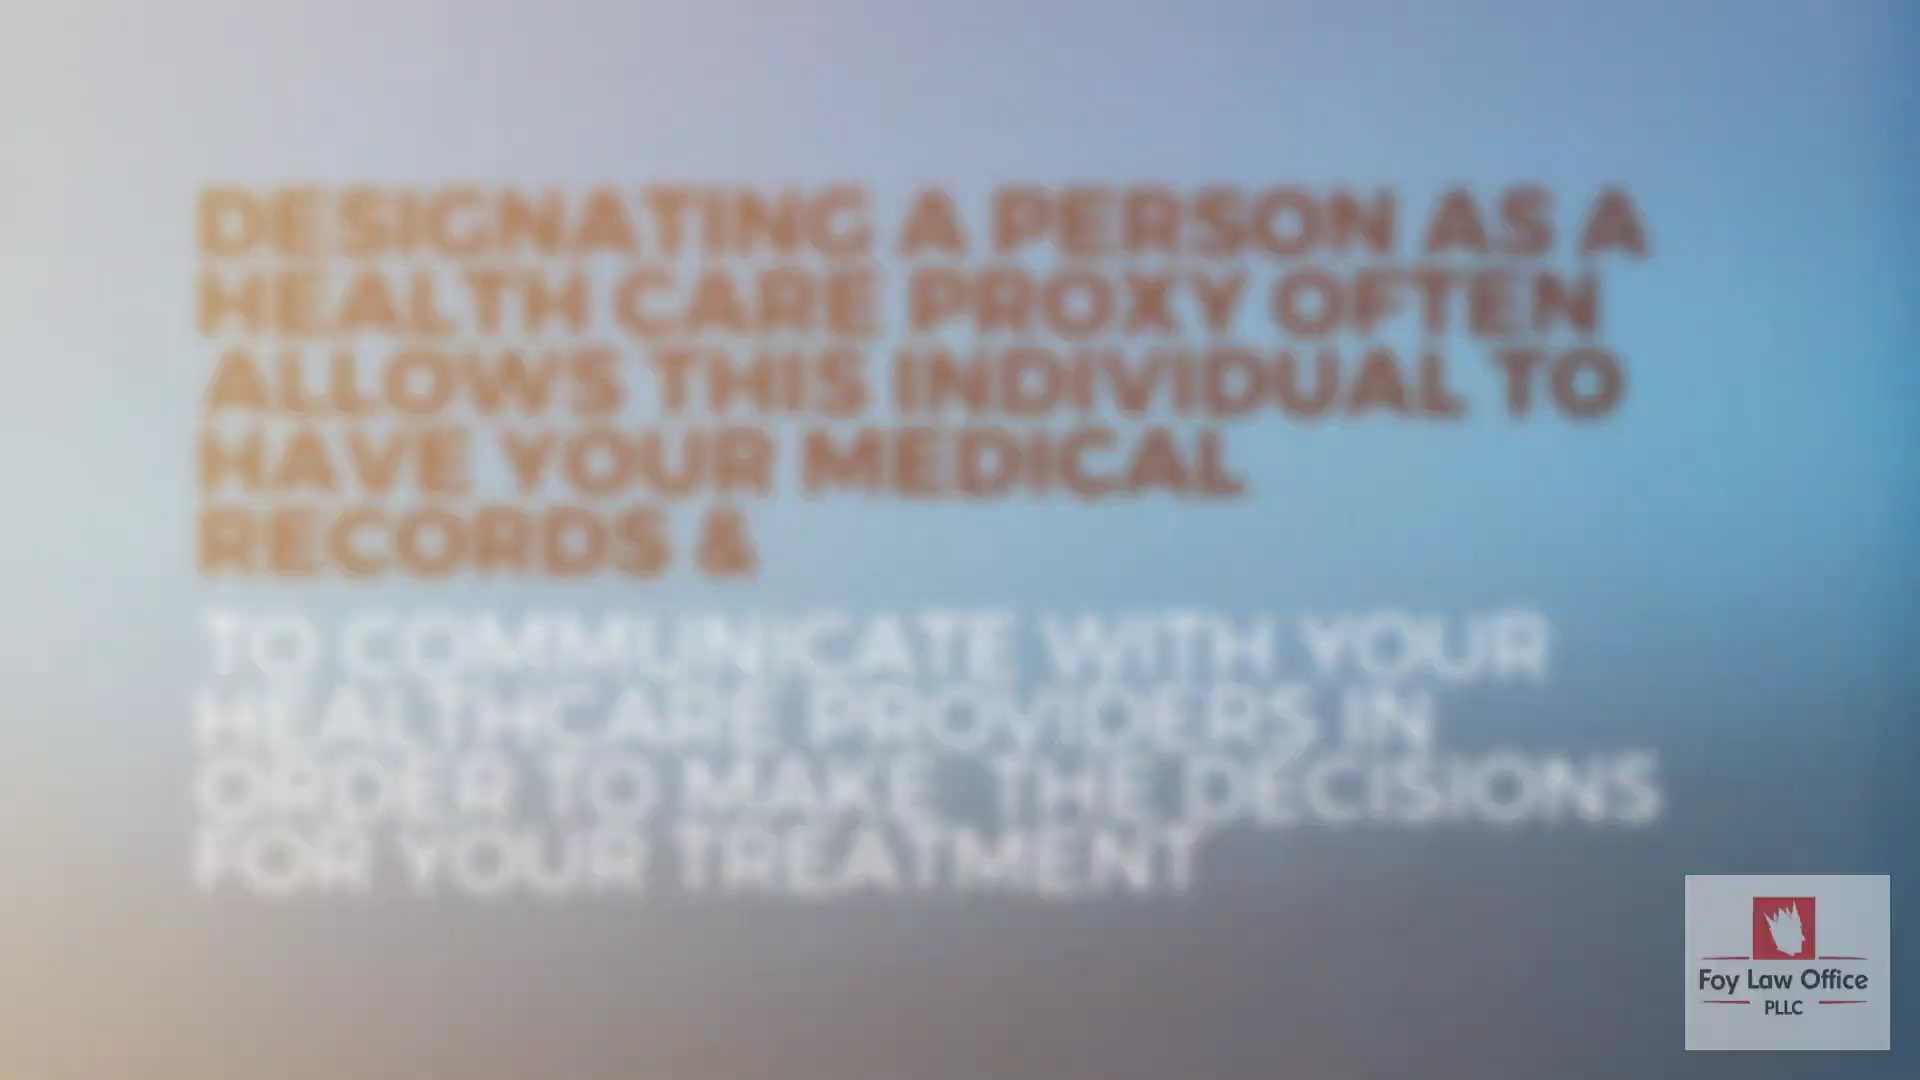 DESIGNATING A PERSON AS A
HEALTH CARE PROXY OFTEN
ALLOWS THIS INDIVIDUAL TO
HAVE YOUR MEDICAL
RECORDS &
TO COMMUNICATE WITH YOUR
HEALTHCARE PROVIDERS IN
ORDER TO MAKE THE DECISIONS
FOR YOUR TREATMENT
Foy Law Office
PLLC